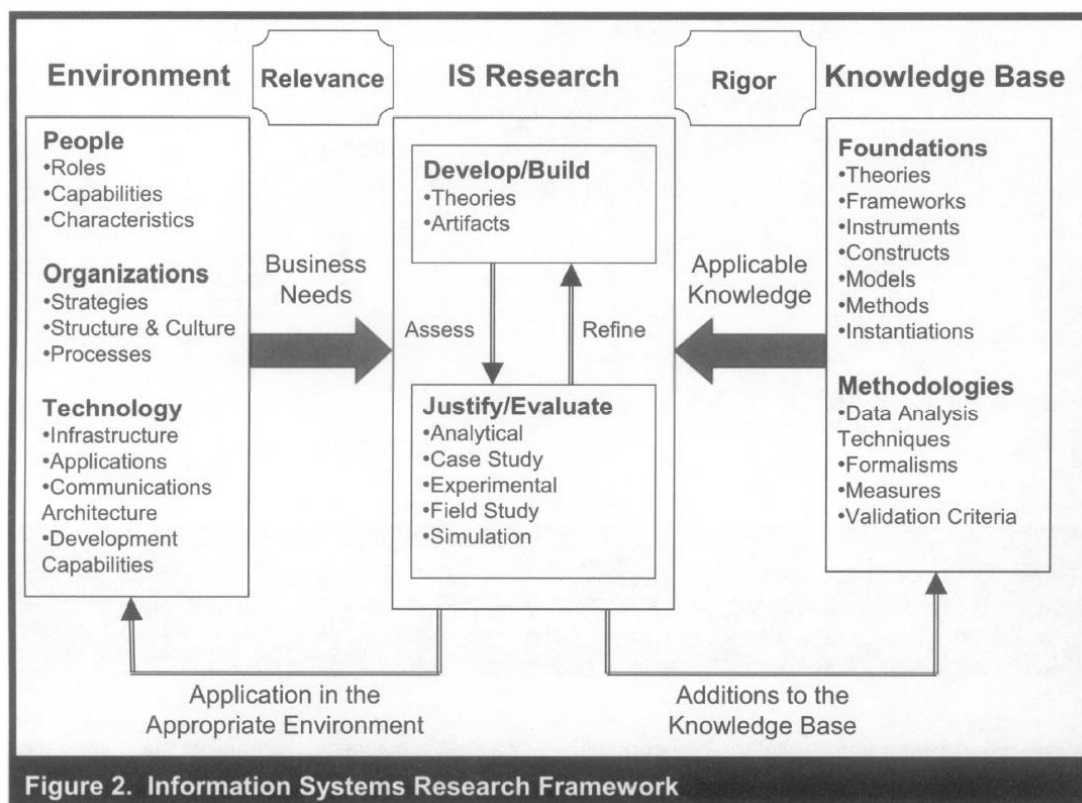 Environment
Relevance
IS Research
Rigor
Knowledge Base
People
•Roles
•Capabilities
•Characteristics
Organizations
•Strategies
•Structure & Culture
•Processes
Technology
•Infrastructure
•Applications
•Communications
Architecture
•Development
Capabilities
Business
Needs
Develop/Build
•Theories
•Artifacts
Assess
Refine
Justify/Evaluate
•Analytical
•Case Study
•Experimental
•Field Study
•Simulation
Applicable
Knowledge
Foundations
•Theories
•Frameworks
•Instruments
•Constructs
•Models
•Methods
•Instantiations
Methodologies
•Data Analysis
Techniques
•Formalisms
•Measures
•Validation Criteria
Application in the
Appropriate Environment
Additions to the
Knowledge Base
Figure 2. Information Systems Research Framework